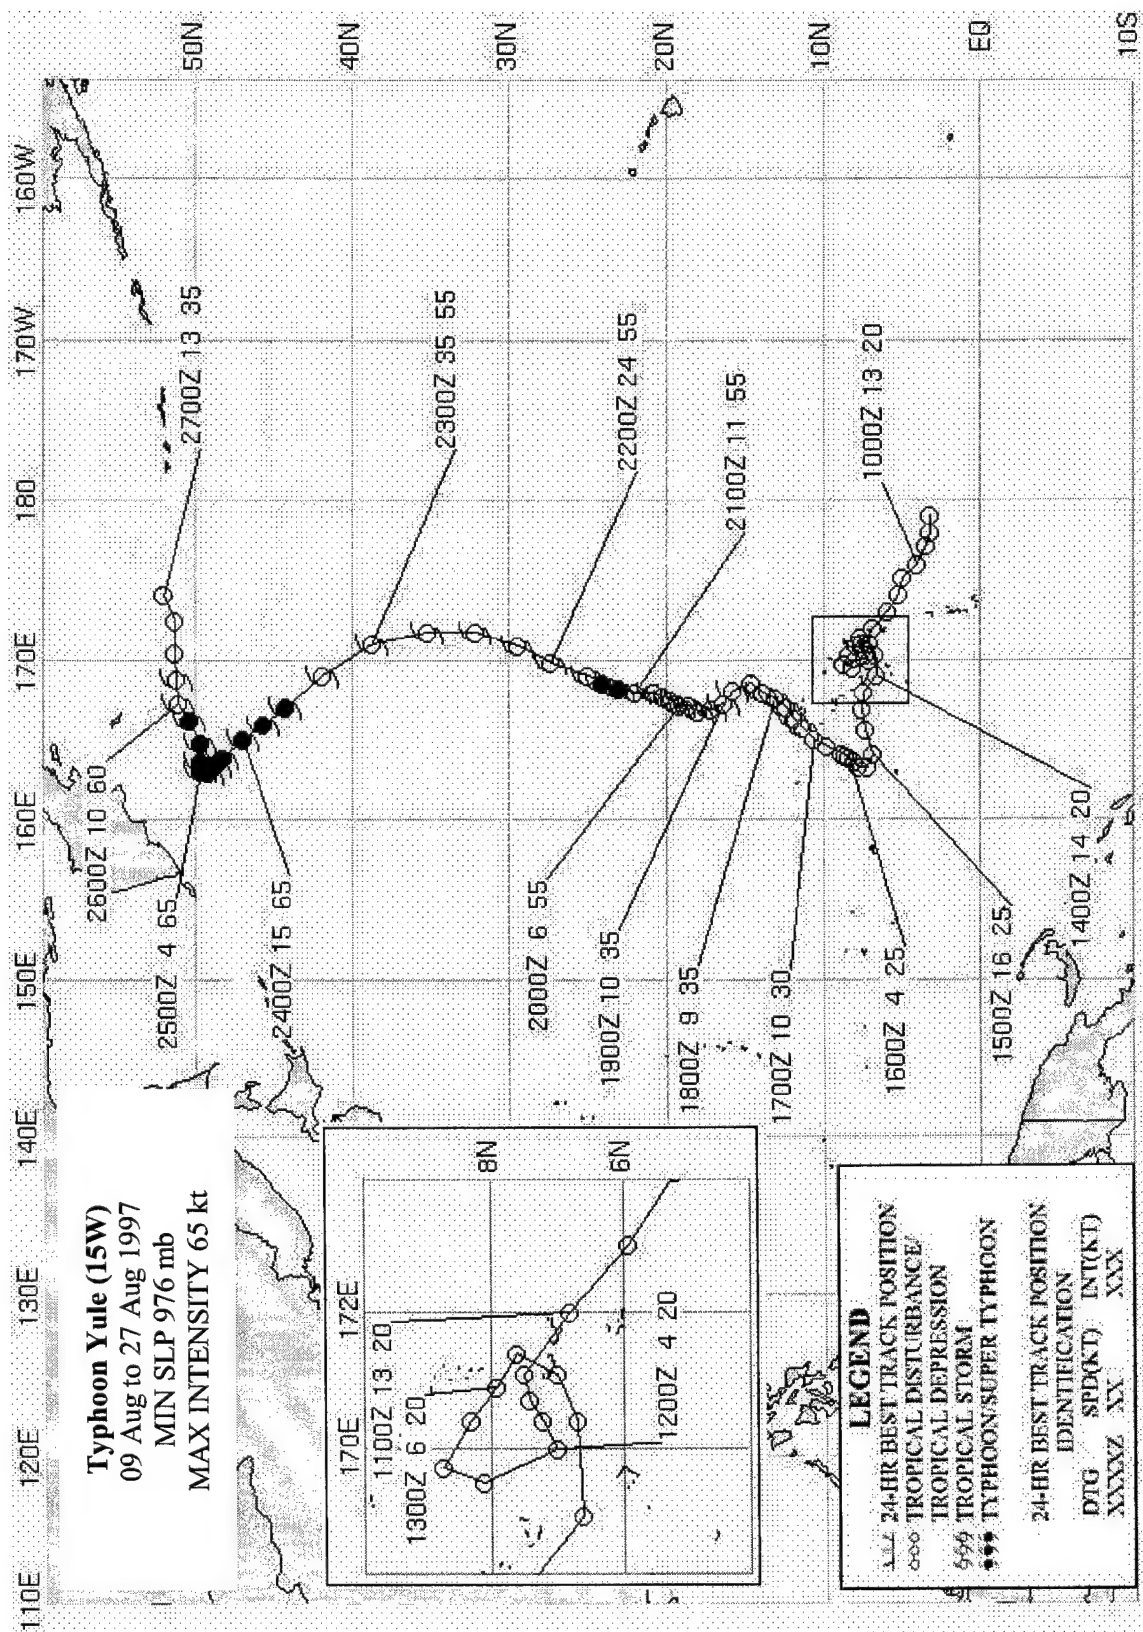 Typhoon Yule (15W)
09 Aug to 27 Aug 1997
MIN SLP 976 mb
MAX INTENSITY 65 kt
110E
120E
130E
140E
150E
160E
170E
180
170W
160W
50N
40N
30N
20N
10N
EQ
10S
2700Z 13 35
2600Z 10 60
2500Z 4 65
2400Z 15 65
2300Z 35 55
2200Z 24 55
2100Z 11 55
2000Z 6 55
1900Z 10 35
1800Z 9 35
1700Z 10 30
1600Z 4 25
1500Z 16 25
1400Z 14 20
1000Z 13 20
170E
172E
8N
6N
1100Z 13 20
1300Z 6 20
1200Z 4 20
LEGEND
24-HR BEST TRACK POSITION
TROPICAL DISTURBANCE/
TROPICAL DEPRESSION
TROPICAL STORM
TYPHOON/SUPER TYPHOON
24-HR BEST TRACK POSITION
IDENTIFICATION
DTG SPD(KT) INT(KT)
XXXXZ XX XXX